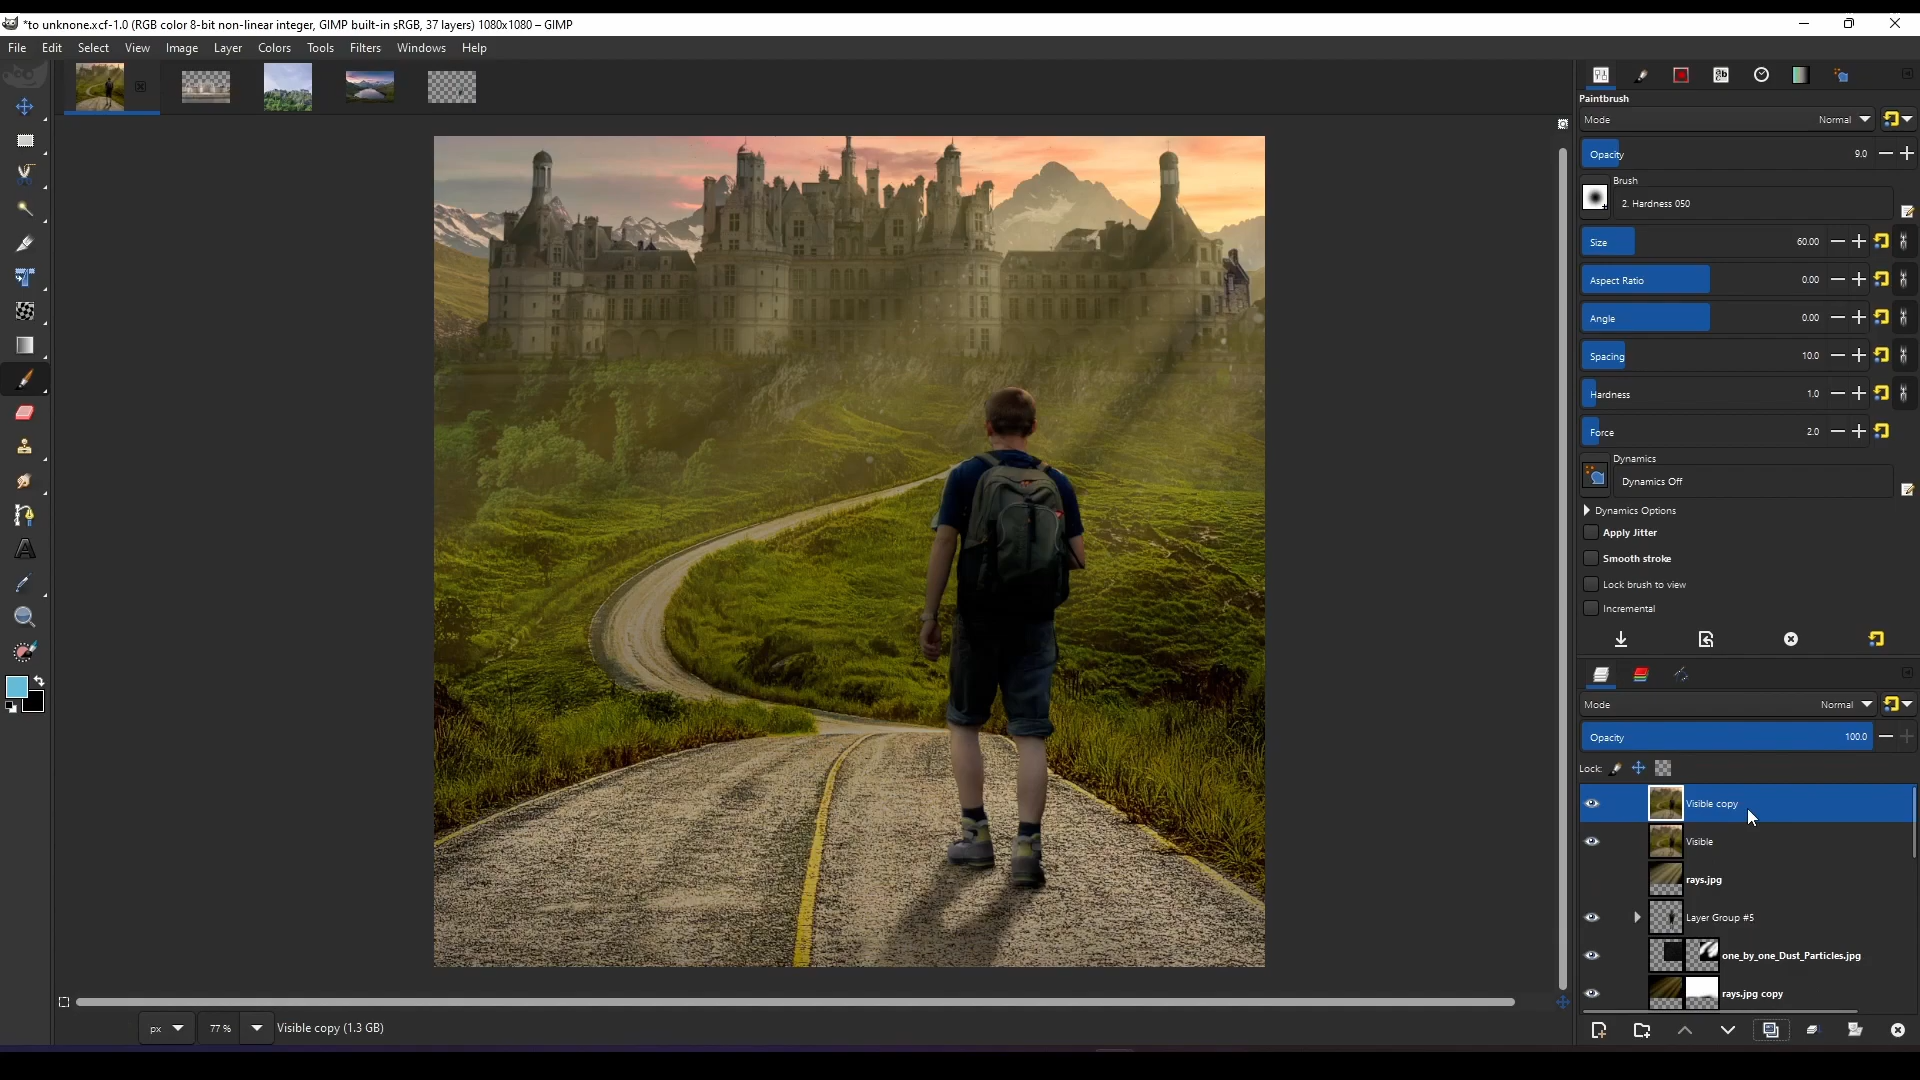 *to unknone.xcf-1.0 (RGB color 8-bit non-linear integer, GIMP built-in sRGB, 37 layers) 1080x1080 – GIMP
File Edit Select View Image Layer Colors Tools Filters Windows Help
Paintbrush
Mode Normal
Opacity 9.0
Brush
2. Hardness 050
Size 60.00
Aspect Ratio 0.00
Angle 0.00
Spacing 10.0
Hardness 1.0
Force 2.0
Dynamics
Dynamics Off
Dynamics Options
Apply Jitter
Smooth stroke
Lock brush to view
Incremental
Mode Normal
Opacity 100.0
Lock:
Visible copy
Visible
rays.jpg
Layer Group #5
one_by_one_Dust_Particles.jpg
rays.jpg copy
px 77 % Visible copy (1.3 GB)